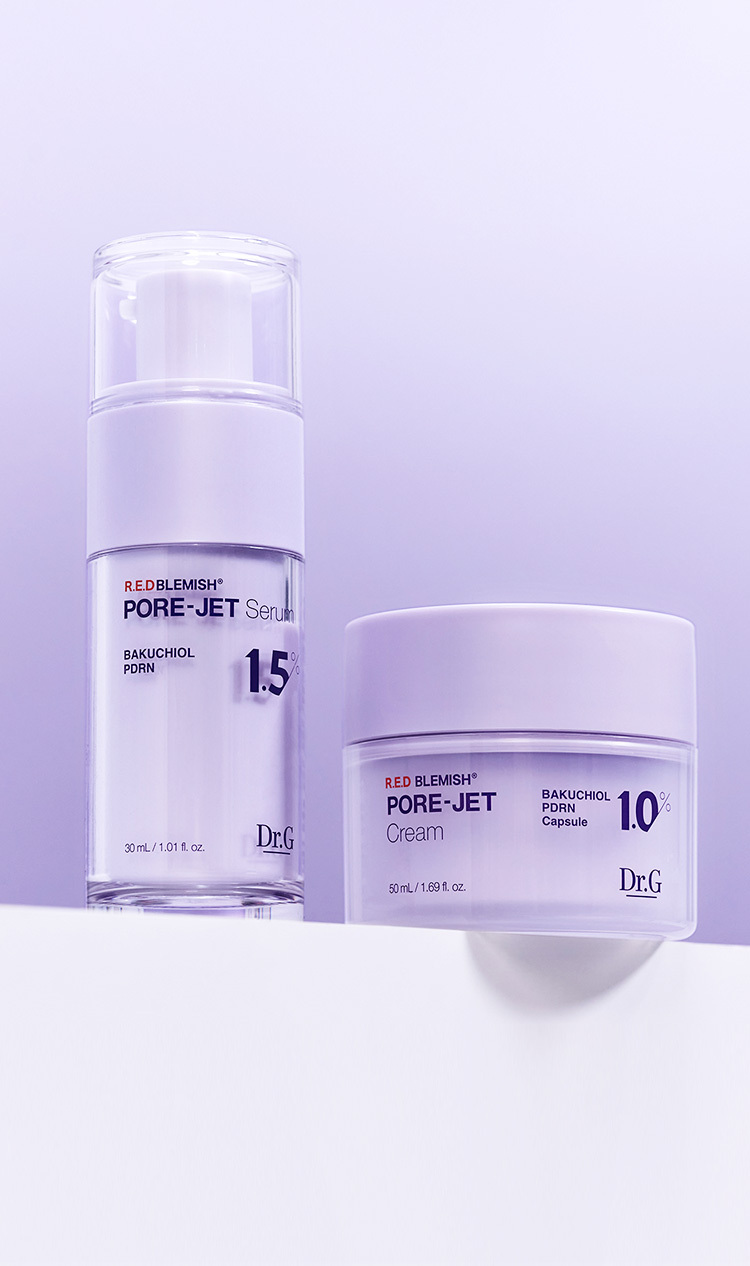 R.E.D BLEMISH®
PORE-JET Serum
BAKUCHIOL
PDRN
1.5%
30 mL / 1.01 fl. oz.
Dr.G
R.E.D BLEMISH®
PORE-JET
Cream
BAKUCHIOL
PDRN
Capsule
1.0%
50 mL / 1.69 fl. oz.
Dr.G